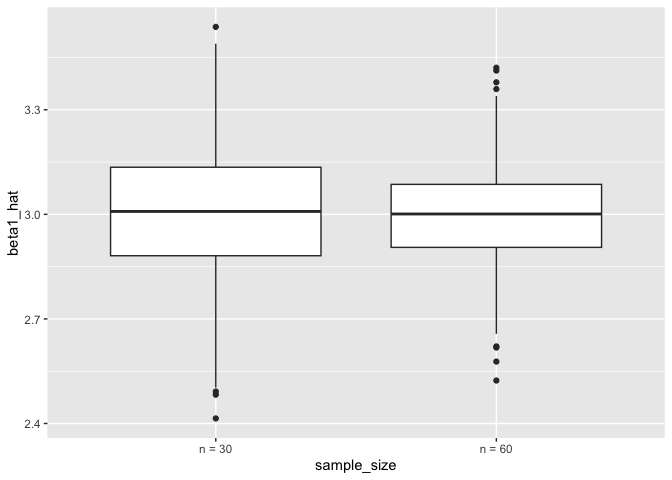 3.3
3.0
2.7
2.4
beta1_hat
n = 30
n = 60
sample_size